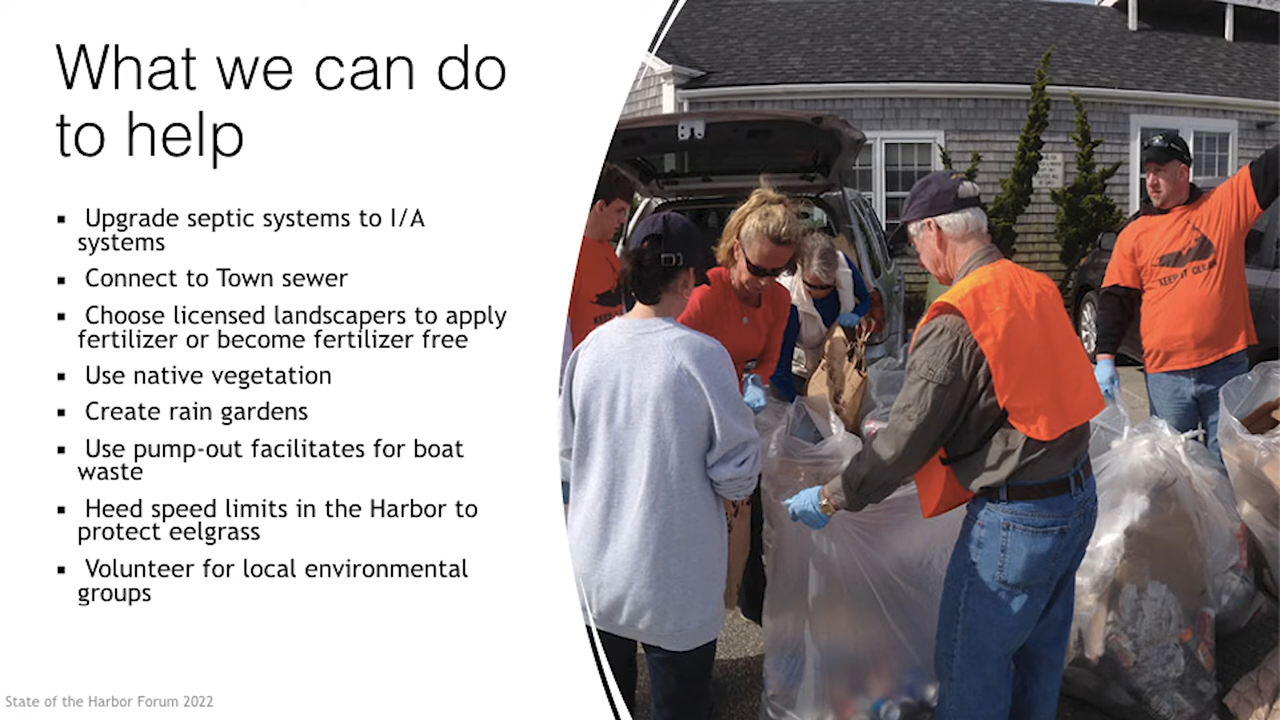 What we can do
to help
▪ Upgrade septic systems to I/A
systems
▪ Connect to Town sewer
▪ Choose licensed landscapers to apply
fertilizer or become fertilizer free
▪ Use native vegetation
▪ Create rain gardens
▪ Use pump-out facilitates for boat
waste
▪ Heed speed limits in the Harbor to
protect eelgrass
▪ Volunteer for local environmental
groups
State of the Harbor Forum 2022
KEEP IT CLEAN